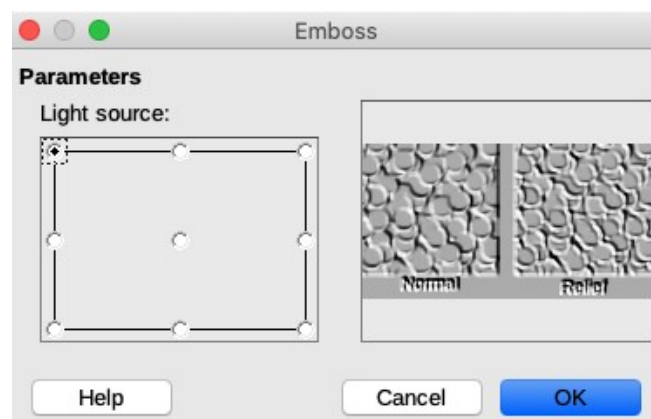 Emboss
Parameters
Light source:
Normal
Relief
Help
Cancel
OK